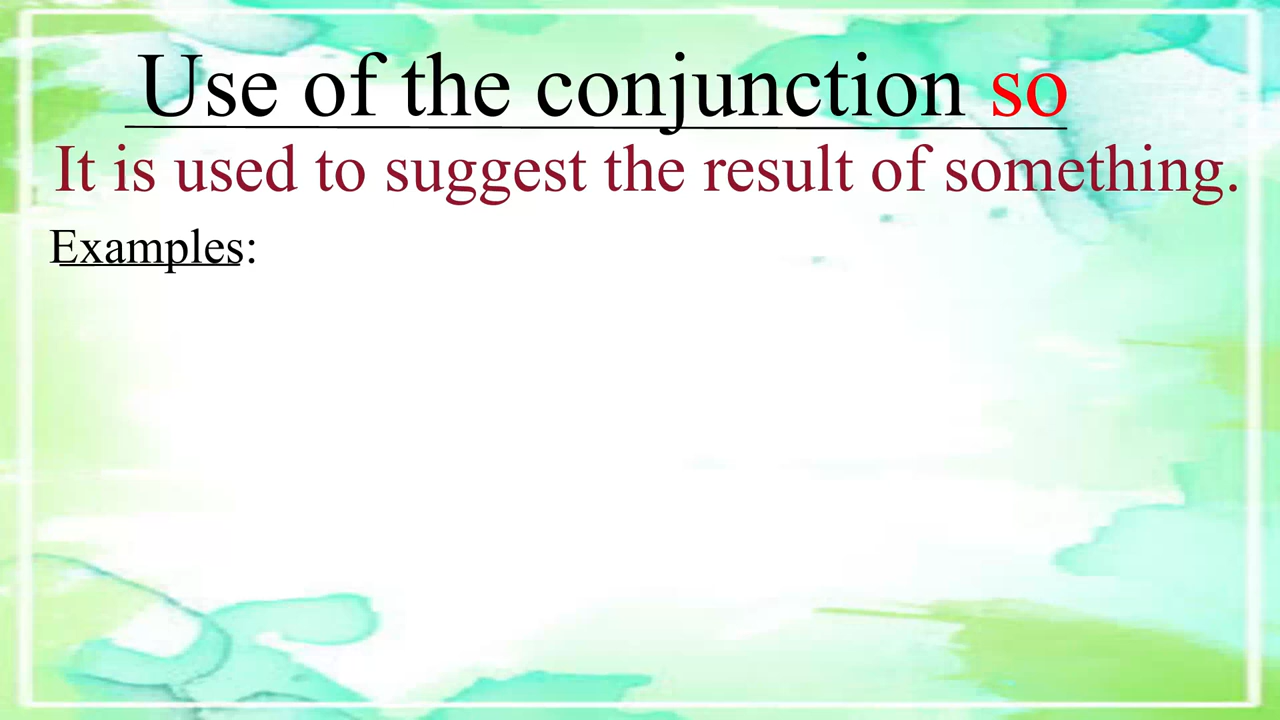 Use of the conjunction so
It is used to suggest the result of something.
Examples: